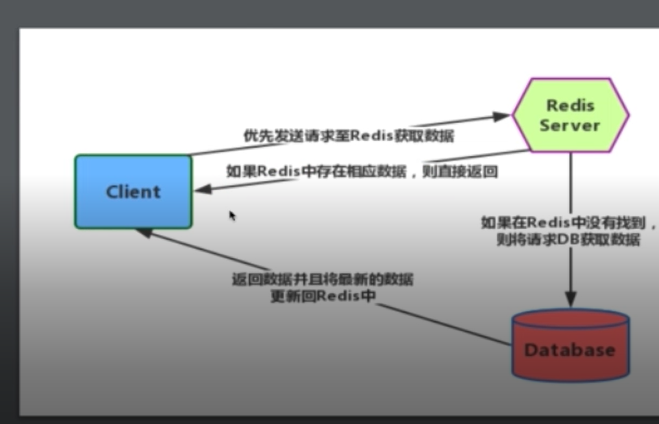 Redis
Server
优先发送请求至Redis获取数据
如果Redis中存在相应数据，则直接返回
Client
如果在Redis中没有找到，
则将请求DB获取数据
返回数据并且将最新的数据
更新回Redis中
Database